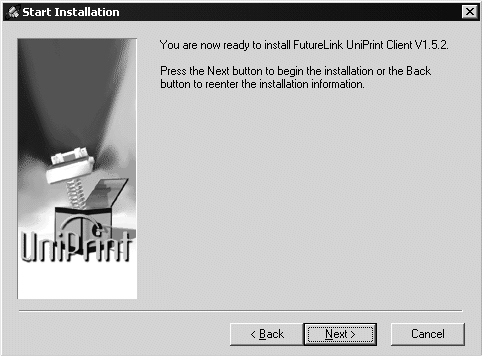 Start Installation
You are now ready to install FutureLink UniPrint Client V1.5.2.
Press the Next button to begin the installation or the Back
button to reenter the installation information.
UniPrint
< Back
Next >
Cancel